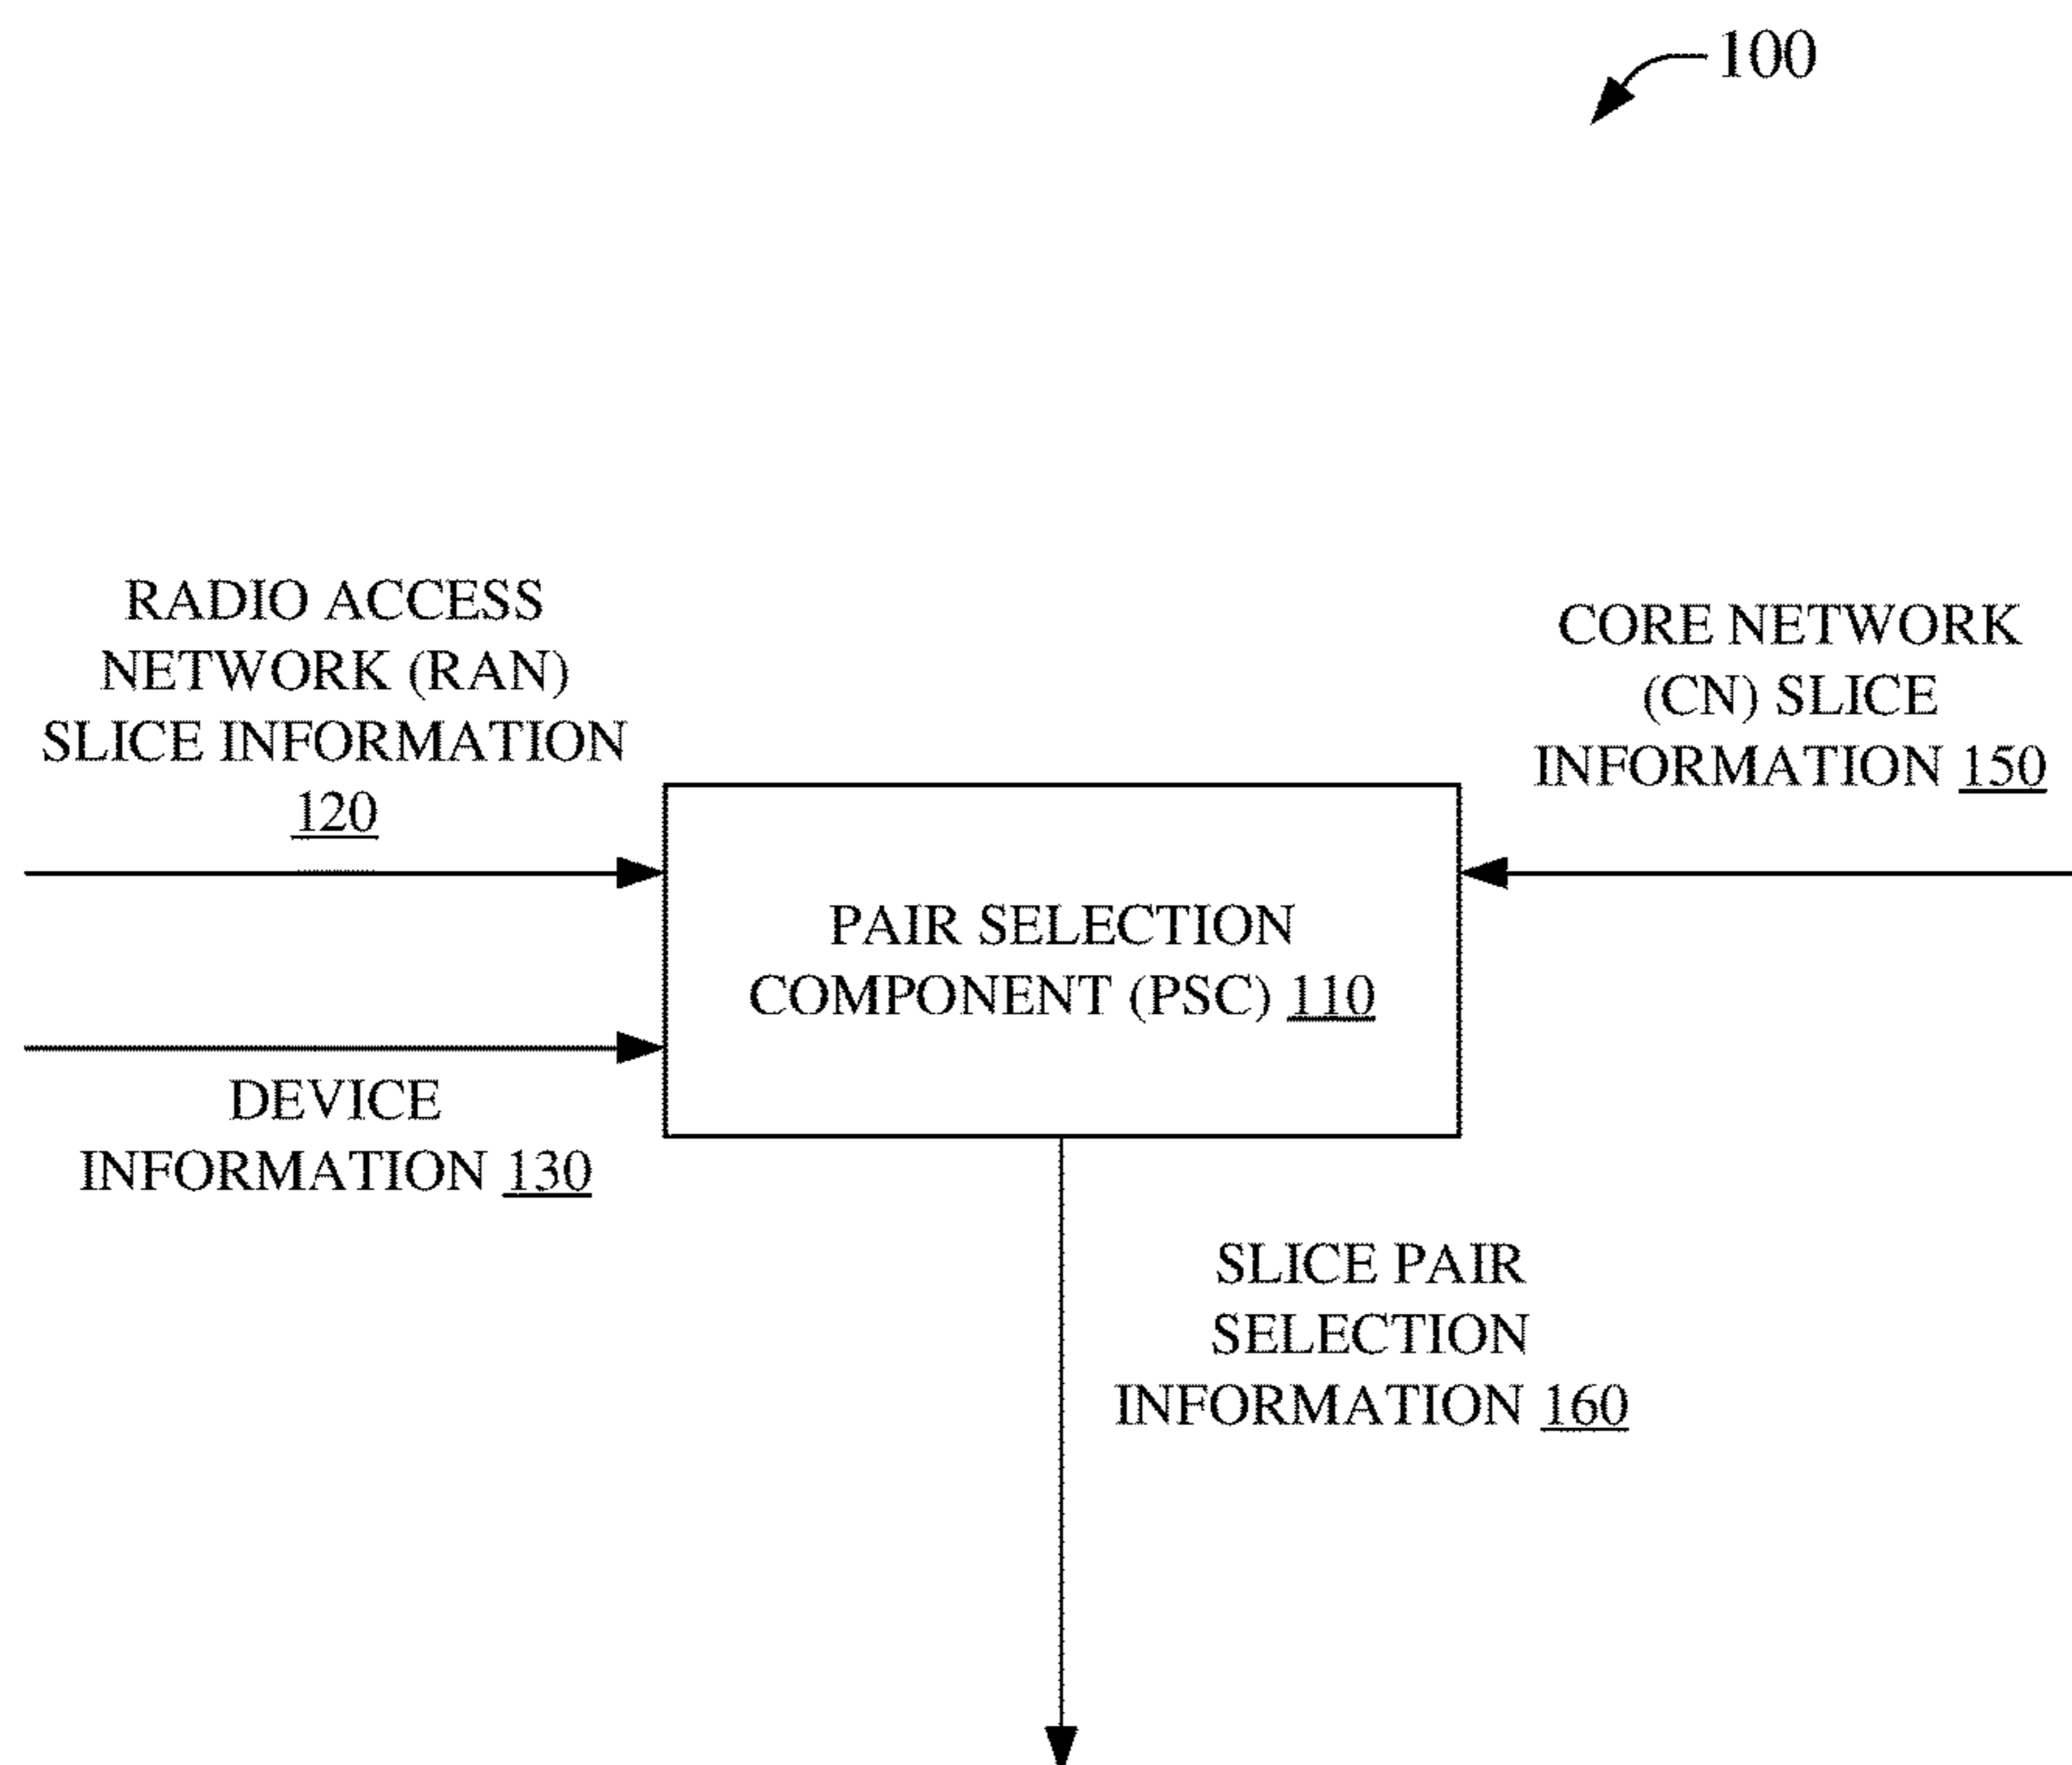 100
RADIO ACCESS
NETWORK (RAN)
SLICE INFORMATION
120
CORE NETWORK
(CN) SLICE
INFORMATION 150
PAIR SELECTION
COMPONENT (PSC) 110
DEVICE
INFORMATION 130
SLICE PAIR
SELECTION
INFORMATION 160